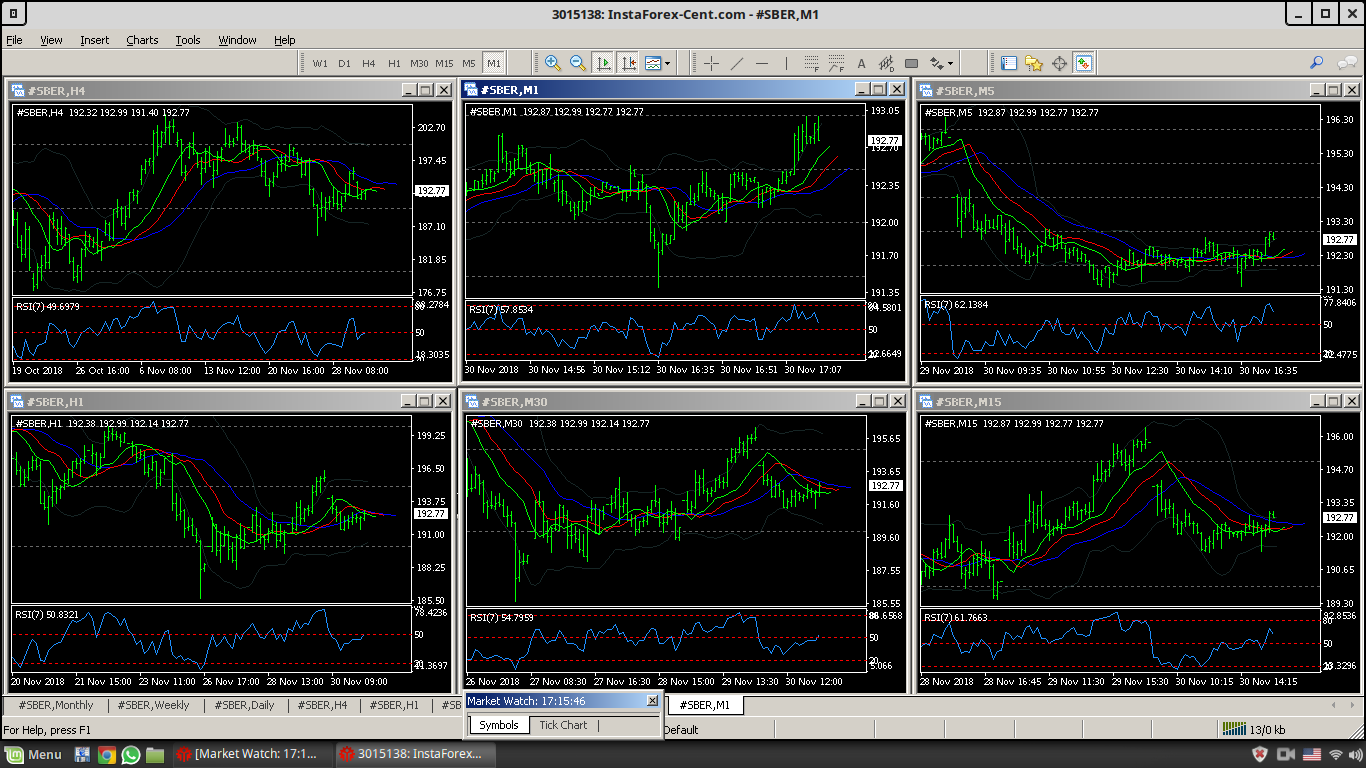 3015138: InstaForex-Cent.com - #SBER,M1
File View Insert Charts Tools Window Help
W1 D1 H4 H1 M30 M15 M5 M1
#SBER,H4
#SBER,H4 192.32 192.99 191.40 192.77
202.70
197.45
192.77
187.10
181.85
176.75
RSI(7) 49.6979
50
18.3035
19 Oct 2018 26 Oct 16:00 6 Nov 08:00 13 Nov 12:00 20 Nov 16:00 28 Nov 08:00
#SBER,M1
#SBER,M1 192.87 192.99 192.77 192.77
193.05
192.77
192.70
192.35
192.00
191.70
191.35
RSI(7) 57.8534
50
30 Nov 2018 30 Nov 14:56 30 Nov 15:12 30 Nov 16:35 30 Nov 16:51 30 Nov 17:07
#SBER,M5
#SBER,M5 192.87 192.99 192.77 192.77
196.30
195.30
194.30
193.30
192.77
192.30
191.30
RSI(7) 62.1384
77.8406
50
29 Nov 2018 30 Nov 09:35 30 Nov 10:55 30 Nov 12:50 30 Nov 14:10 30 Nov 16:35
#SBER,H1
#SBER,H1 192.38 192.99 192.14 192.77
199.25
196.50
193.75
192.77
191.00
188.25
185.50
RSI(7) 50.8321
78.4236
50
20 Nov 2018 21 Nov 15:00 23 Nov 11:00 26 Nov 17:00 28 Nov 13:00 30 Nov 09:00
#SBER,M30
#SBER,M30 192.38 192.99 192.14 192.77
195.65
193.65
192.77
191.60
189.60
187.55
185.55
RSI(7) 54.7959
50
20
5.066
26 Nov 2018 27 Nov 08:30 27 Nov 16:30 28 Nov 15:00 29 Nov 13:30 30 Nov 12:00
#SBER,M15
#SBER,M15 192.87 192.99 192.77 192.77
196.00
194.70
193.35
192.77
192.00
190.65
189.30
RSI(7) 61.7663
80
50
28 Nov 2018 28 Nov 16:45 29 Nov 11:15 29 Nov 15:45 30 Nov 10:15 30 Nov 14:15
#SBER,Monthly #SBER,Weekly #SBER,Daily #SBER,H4 #SBER,H1 #SB #SBER,M1
Market Watch: 17:15:46
Symbols Tick Chart
For Help, press F1 Default 13/0 kb
Menu [Market Watch: 17:1... 3015138: InstaForex-Cent...